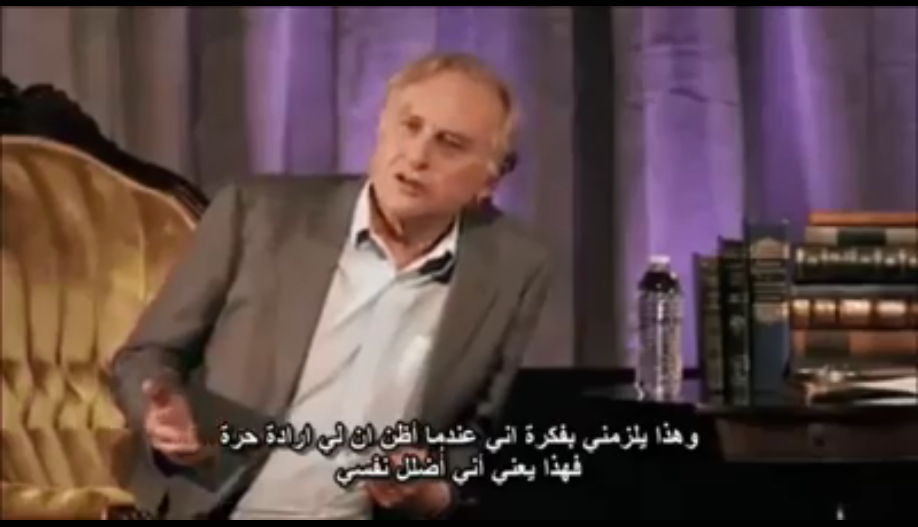 وهذا يلزمني بفكرة اني عندما أظن ان لي ارادة حرة
فهذا يعني أني أضلل نفسي